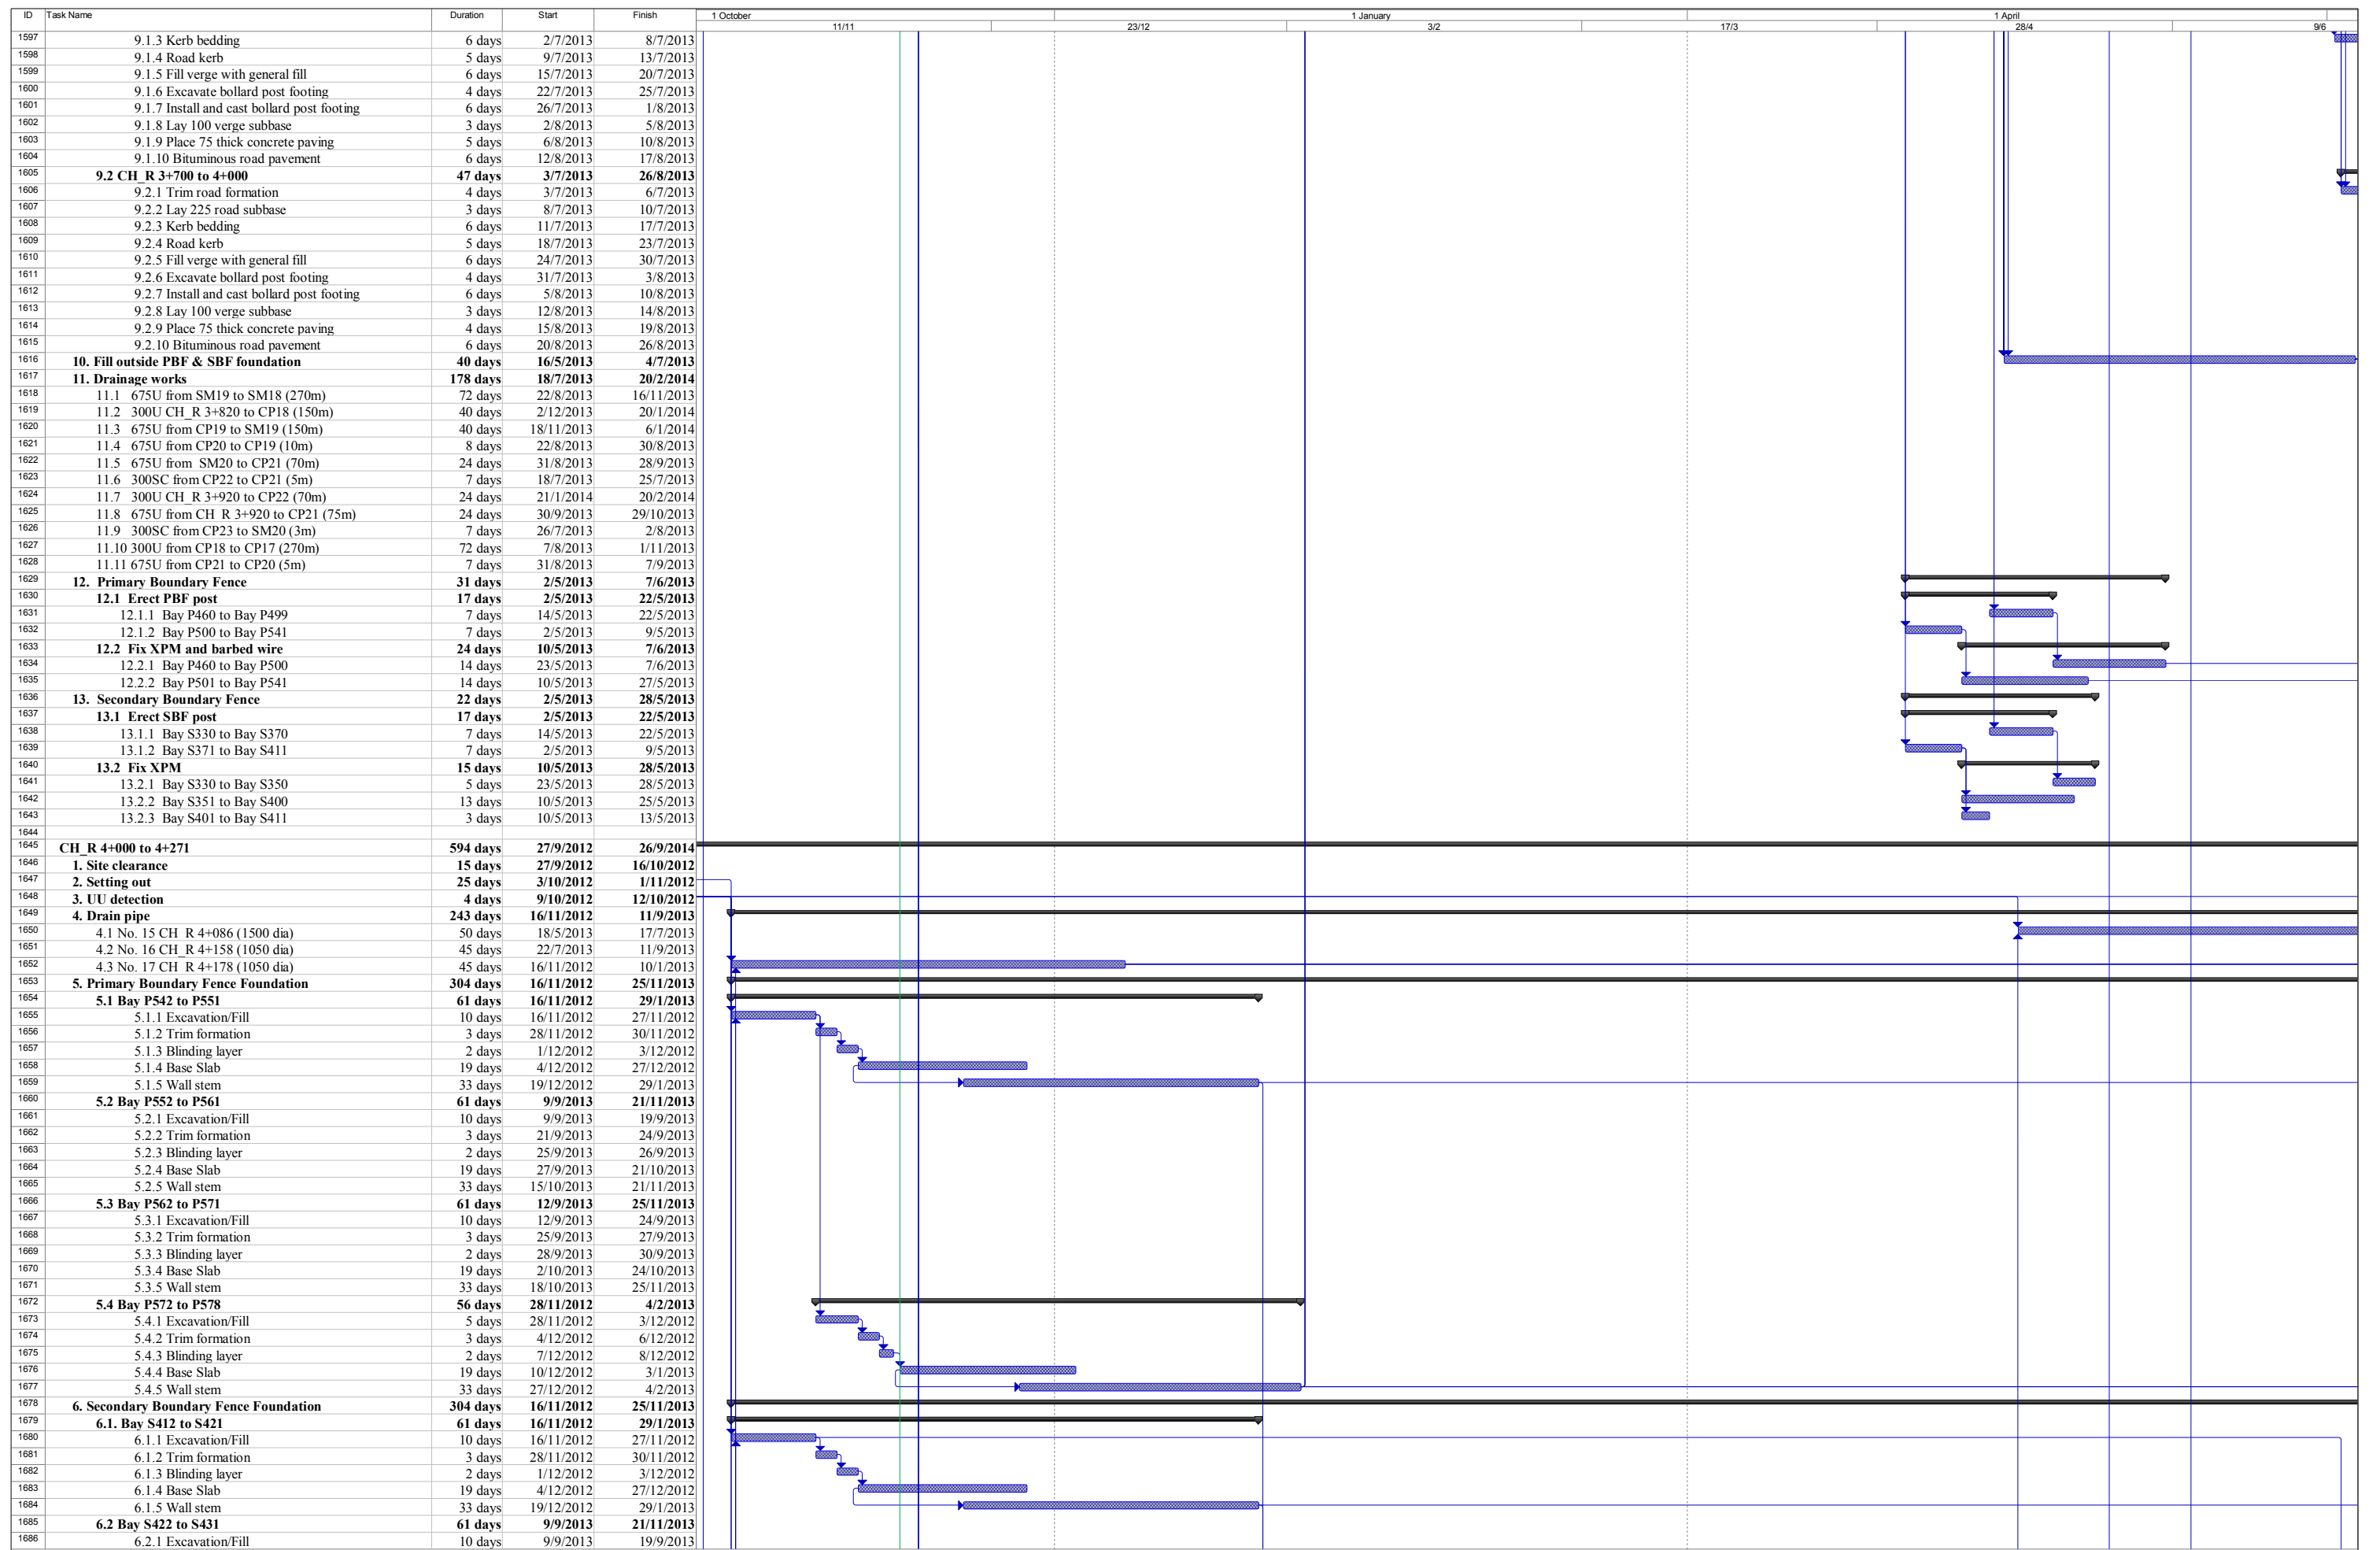 ID Task Name Duration Start Finish 1 October 1 January 1 April
11/11 23/12 3/2 17/3 28/4 9/6
1597 9.1.3 Kerb bedding 6 days 2/7/2013 8/7/2013
1598 9.1.4 Road kerb 5 days 9/7/2013 13/7/2013
1599 9.1.5 Fill verge with general fill 6 days 15/7/2013 20/7/2013
1600 9.1.6 Excavate bollard post footing 4 days 22/7/2013 25/7/2013
1601 9.1.7 Install and cast bollard post footing 6 days 26/7/2013 1/8/2013
1602 9.1.8 Lay 100 verge subbase 3 days 2/8/2013 5/8/2013
1603 9.1.9 Place 75 thick concrete paving 5 days 6/8/2013 10/8/2013
1604 9.1.10 Bituminous road pavement 6 days 12/8/2013 17/8/2013
1605 9.2 CH_R 3+700 to 4+000 47 days 3/7/2013 26/8/2013
1606 9.2.1 Trim road formation 4 days 3/7/2013 6/7/2013
1607 9.2.2 Lay 225 road subbase 3 days 8/7/2013 10/7/2013
1608 9.2.3 Kerb bedding 6 days 11/7/2013 17/7/2013
1609 9.2.4 Road kerb 5 days 18/7/2013 23/7/2013
1610 9.2.5 Fill verge with general fill 6 days 24/7/2013 30/7/2013
1611 9.2.6 Excavate bollard post footing 4 days 31/7/2013 3/8/2013
1612 9.2.7 Install and cast bollard post footing 6 days 5/8/2013 10/8/2013
1613 9.2.8 Lay 100 verge subbase 3 days 12/8/2013 14/8/2013
1614 9.2.9 Place 75 thick concrete paving 4 days 15/8/2013 19/8/2013
1615 9.2.10 Bituminous road pavement 6 days 20/8/2013 26/8/2013
1616 10. Fill outside PBF & SBF foundation 40 days 16/5/2013 4/7/2013
1617 11. Drainage works 178 days 18/7/2013 20/2/2014
1618 11.1 675U from SM19 to SM18 (270m) 72 days 22/8/2013 16/11/2013
1619 11.2 300U CH_R 3+820 to CP18 (150m) 40 days 2/12/2013 20/1/2014
1620 11.3 675U from CP19 to SM19 (150m) 40 days 18/11/2013 6/1/2014
1621 11.4 675U from CP20 to CP19 (10m) 8 days 22/8/2013 30/8/2013
1622 11.5 675U from SM20 to CP21 (70m) 24 days 31/8/2013 28/9/2013
1623 11.6 300SC from CP22 to CP21 (5m) 7 days 18/7/2013 25/7/2013
1624 11.7 300U CH_R 3+920 to CP22 (70m) 24 days 21/1/2014 20/2/2014
1625 11.8 675U from CH_R 3+920 to CP21 (75m) 24 days 30/9/2013 29/10/2013
1626 11.9 300SC from CP23 to SM20 (3m) 7 days 26/7/2013 2/8/2013
1627 11.10 300U from CP18 to CP17 (270m) 72 days 7/8/2013 1/11/2013
1628 11.11 675U from CP21 to CP20 (5m) 7 days 31/8/2013 7/9/2013
1629 12. Primary Boundary Fence 31 days 2/5/2013 7/6/2013
1630 12.1 Erect PBF post 17 days 2/5/2013 22/5/2013
1631 12.1.1 Bay P460 to Bay P499 7 days 14/5/2013 22/5/2013
1632 12.1.2 Bay P500 to Bay P541 7 days 2/5/2013 9/5/2013
1633 12.2 Fix XPM and barbed wire 24 days 10/5/2013 7/6/2013
1634 12.2.1 Bay P460 to Bay P500 14 days 23/5/2013 7/6/2013
1635 12.2.2 Bay P501 to Bay P541 14 days 10/5/2013 27/5/2013
1636 13. Secondary Boundary Fence 22 days 2/5/2013 28/5/2013
1637 13.1 Erect SBF post 17 days 2/5/2013 22/5/2013
1638 13.1.1 Bay S330 to Bay S370 7 days 14/5/2013 22/5/2013
1639 13.1.2 Bay S371 to Bay S411 7 days 2/5/2013 9/5/2013
1640 13.2 Fix XPM 15 days 10/5/2013 28/5/2013
1641 13.2.1 Bay S330 to Bay S350 5 days 23/5/2013 28/5/2013
1642 13.2.2 Bay S351 to Bay S400 13 days 10/5/2013 25/5/2013
1643 13.2.3 Bay S401 to Bay S411 3 days 10/5/2013 13/5/2013
1644
1645 CH_R 4+000 to 4+271 594 days 27/9/2012 26/9/2014
1646 1. Site clearance 15 days 27/9/2012 16/10/2012
1647 2. Setting out 25 days 3/10/2012 1/11/2012
1648 3. UU detection 4 days 9/10/2012 12/10/2012
1649 4. Drain pipe 243 days 16/11/2012 11/9/2013
1650 4.1 No. 15 CH_R 4+086 (1500 dia) 50 days 18/5/2013 17/7/2013
1651 4.2 No. 16 CH_R 4+158 (1050 dia) 45 days 22/7/2013 11/9/2013
1652 4.3 No. 17 CH_R 4+178 (1050 dia) 45 days 16/11/2012 10/1/2013
1653 5. Primary Boundary Fence Foundation 304 days 16/11/2012 25/11/2013
1654 5.1 Bay P542 to P551 61 days 16/11/2012 29/1/2013
1655 5.1.1 Excavation/Fill 10 days 16/11/2012 27/11/2012
1656 5.1.2 Trim formation 3 days 28/11/2012 30/11/2012
1657 5.1.3 Blinding layer 2 days 1/12/2012 3/12/2012
1658 5.1.4 Base Slab 19 days 4/12/2012 27/12/2012
1659 5.1.5 Wall stem 33 days 19/12/2012 29/1/2013
1660 5.2 Bay P552 to P561 61 days 9/9/2013 21/11/2013
1661 5.2.1 Excavation/Fill 10 days 9/9/2013 19/9/2013
1662 5.2.2 Trim formation 3 days 21/9/2013 24/9/2013
1663 5.2.3 Blinding layer 2 days 25/9/2013 26/9/2013
1664 5.2.4 Base Slab 19 days 27/9/2013 21/10/2013
1665 5.2.5 Wall stem 33 days 15/10/2013 21/11/2013
1666 5.3 Bay P562 to P571 61 days 12/9/2013 25/11/2013
1667 5.3.1 Excavation/Fill 10 days 12/9/2013 24/9/2013
1668 5.3.2 Trim formation 3 days 25/9/2013 27/9/2013
1669 5.3.3 Blinding layer 2 days 28/9/2013 30/9/2013
1670 5.3.4 Base Slab 19 days 2/10/2013 24/10/2013
1671 5.3.5 Wall stem 33 days 18/10/2013 25/11/2013
1672 5.4 Bay P572 to P578 56 days 28/11/2012 4/2/2013
1673 5.4.1 Excavation/Fill 5 days 28/11/2012 3/12/2012
1674 5.4.2 Trim formation 3 days 4/12/2012 6/12/2012
1675 5.4.3 Blinding layer 2 days 7/12/2012 8/12/2012
1676 5.4.4 Base Slab 19 days 10/12/2012 3/1/2013
1677 5.4.5 Wall stem 33 days 27/12/2012 4/2/2013
1678 6. Secondary Boundary Fence Foundation 304 days 16/11/2012 25/11/2013
1679 6.1. Bay S412 to S421 61 days 16/11/2012 29/1/2013
1680 6.1.1 Excavation/Fill 10 days 16/11/2012 27/11/2012
1681 6.1.2 Trim formation 3 days 28/11/2012 30/11/2012
1682 6.1.3 Blinding layer 2 days 1/12/2012 3/12/2012
1683 6.1.4 Base Slab 19 days 4/12/2012 27/12/2012
1684 6.1.5 Wall stem 33 days 19/12/2012 29/1/2013
1685 6.2 Bay S422 to S431 61 days 9/9/2013 21/11/2013
1686 6.2.1 Excavation/Fill 10 days 9/9/2013 19/9/2013